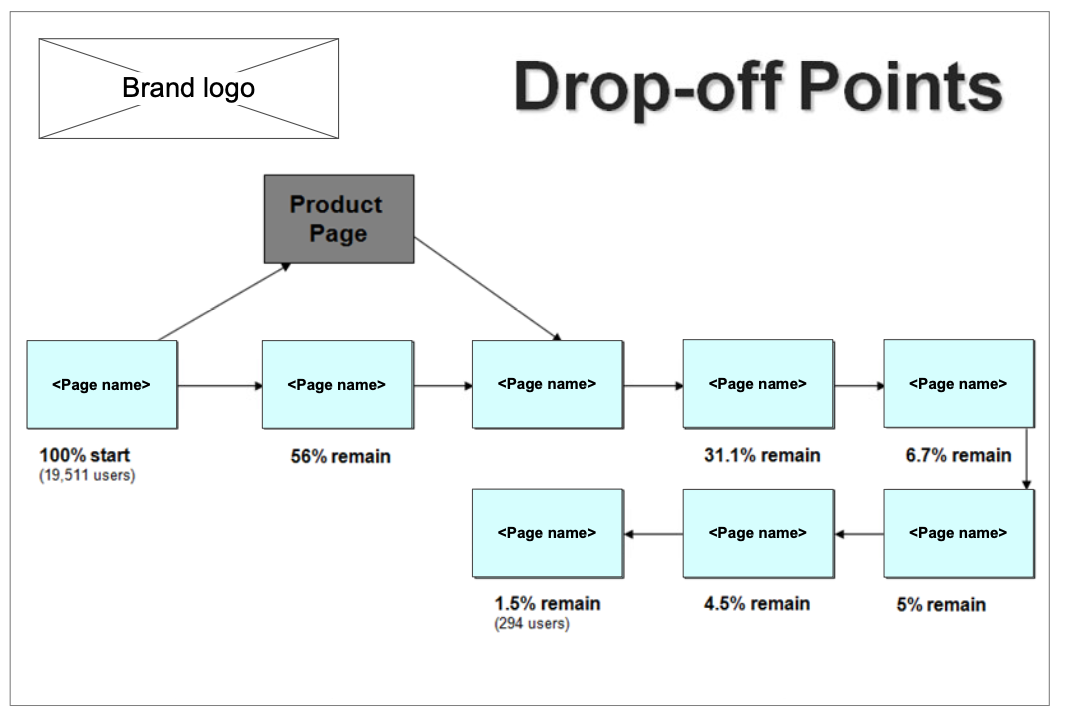 Brand logo
Drop-off Points
Product
Page
<Page name>
<Page name>
<Page name>
<Page name>
<Page name>
100% start
(19,511 users)
56% remain
31.1% remain
6.7% remain
<Page name>
<Page name>
<Page name>
1.5% remain
(294 users)
4.5% remain
5% remain